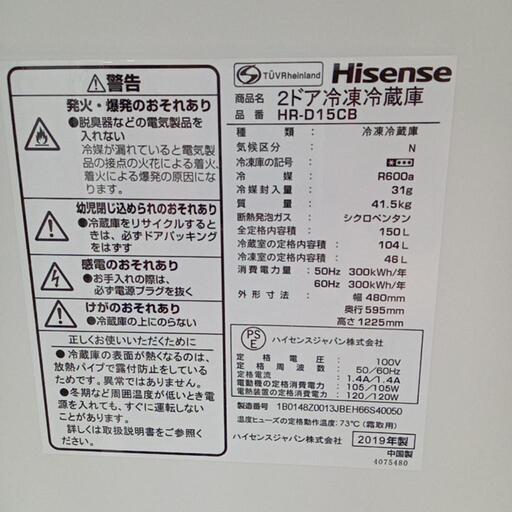 警告
発火・爆発のおそれあり
●脱臭器などの電気製品を
入れない
冷媒が漏れていると電気製
品の接点の火花による着火、
着火による発火の原因にな
ります。
幼児閉じ込められのおそれあり
●冷蔵庫をリサイクルすると
きは、必ずドアパッキング
をはずす
感電のおそれあり
●お手入れの際は、
必ず電源プラグを抜く
けがのおそれあり
●冷蔵庫の上にのらない
正しくお使いいただくために
●冷蔵庫の表面が熱くなるのは、
放熱パイプで露付防止をしている
ためです。異常ではありません。
●冬期など周囲温度が低いとき電
源を入れても、すぐに運転しない
ことがあります。
詳しくは取扱説明書をご参照
ください。
TÜVRheinland
Hisense
商品名 2ドア冷凍冷蔵庫
品番 HR-D15CB
種類：冷凍冷蔵庫
気候区分：N
冷凍庫の記号：
冷媒：R600a
冷媒封入量：31g
質量：41.5kg
断熱発泡ガス：シクロペンタン
全定格内容積：150L
冷蔵室の定格内容積：104L
冷凍室の定格内容積：46L
消費電力量：50Hz 300kWh/年
60Hz 300kWh/年
外形寸法：幅 480mm
奥行 595mm
高さ 1225mm
PS
E
ハイセンスジャパン株式会社
定格電圧：100V
定格周波数：50/60Hz
定格電流：1.4A/1.4A
電動機の定格消費電力：105/105W
電熱装置の定格消費電力：120/120W
製造番号：1B0148Z0013JBEH66S40050
温度ヒューズの定格動作温度：73℃（霜取用）
ハイセンスジャパン株式会社
2019年製
中国製
4075480